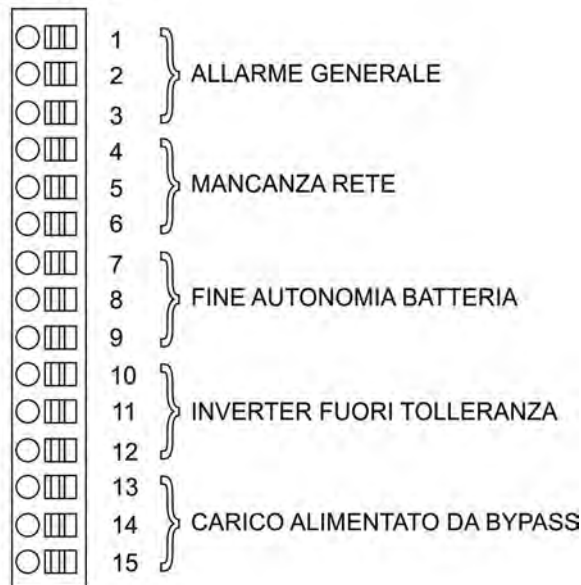 1
2 ALLARME GENERALE
3
4
5 MANCANZA RETE
6
7
8 FINE AUTONOMIA BATTERIA
9
10
11 INVERTER FUORI TOLLERANZA
12
13
14 CARICO ALIMENTATO DA BYPASS
15